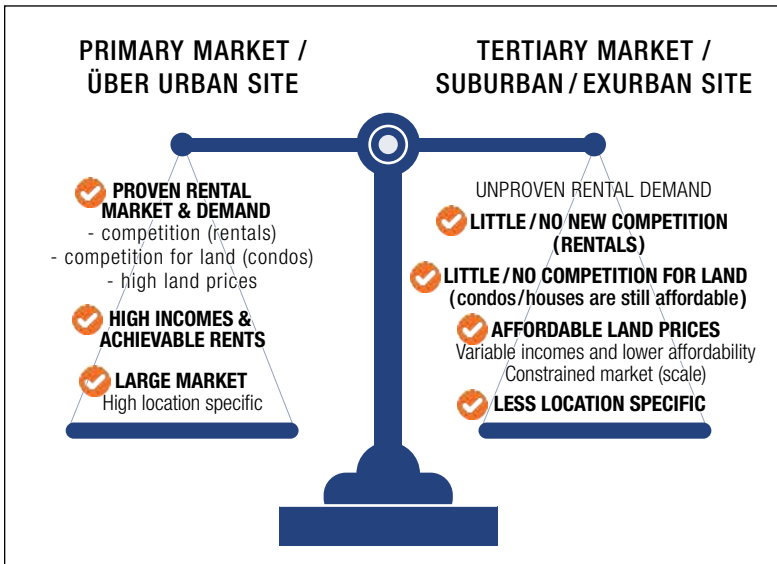 PRIMARY MARKET /
ÜBER URBAN SITE
PROVEN RENTAL
MARKET & DEMAND
- competition (rentals)
- competition for land (condos)
- high land prices
HIGH INCOMES &
ACHIEVABLE RENTS
LARGE MARKET
High location specific
TERTIARY MARKET /
SUBURBAN / EXURBAN SITE
UNPROVEN RENTAL DEMAND
LITTLE / NO NEW COMPETITION
(RENTALS)
LITTLE / NO COMPETITION FOR LAND
(condos/houses are still affordable)
AFFORDABLE LAND PRICES
Variable incomes and lower affordability
Constrained market (scale)
LESS LOCATION SPECIFIC